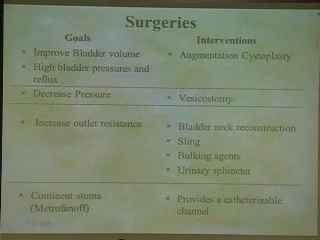 Surgeries
Goals
Interventions
Improve Bladder volume
Augmentation Cystoplasty
High bladder pressures and
reflux
Decrease Pressure
Vesicostomy
Increase outlet resistance
Bladder neck reconstruction
Sling
Bulking agents
Urinary sphincter
Continent stoma
(Metrofanoff)
Provides a catheterizable
channel